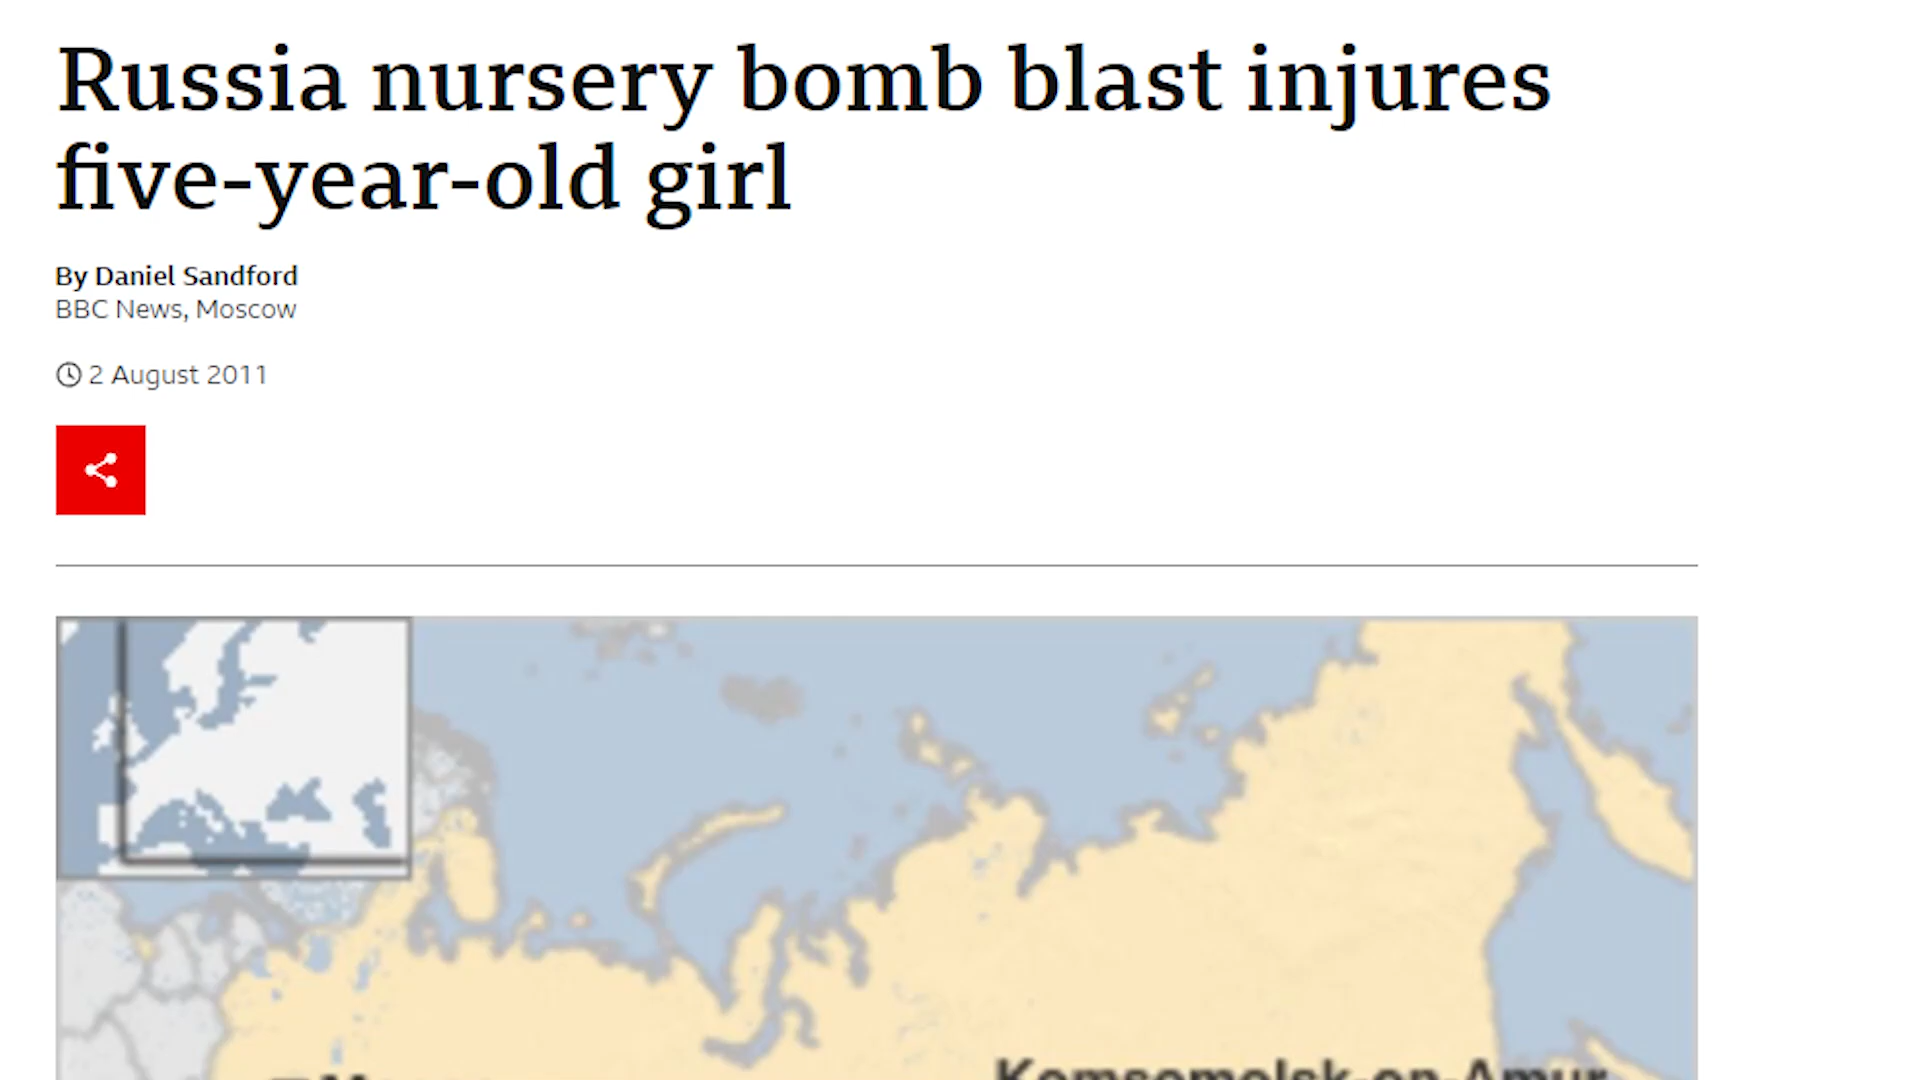 Russia nursery bomb blast injures
five-year-old girl
By Daniel Sandford
BBC News, Moscow
2 August 2011
Komsomolsk-on-Amur